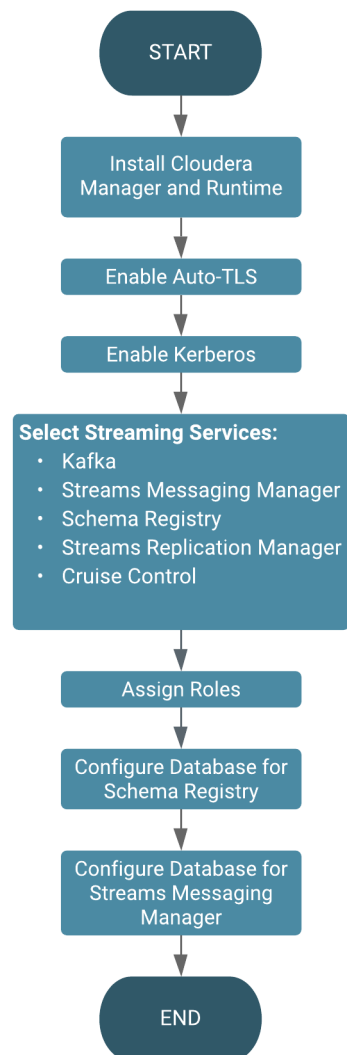 START
Install Cloudera
Manager and Runtime
Enable Auto-TLS
Enable Kerberos
Select Streaming Services:
• Kafka
• Streams Messaging Manager
• Schema Registry
• Streams Replication Manager
• Cruise Control
Assign Roles
Configure Database for
Schema Registry
Configure Database for
Streams Messaging
Manager
END